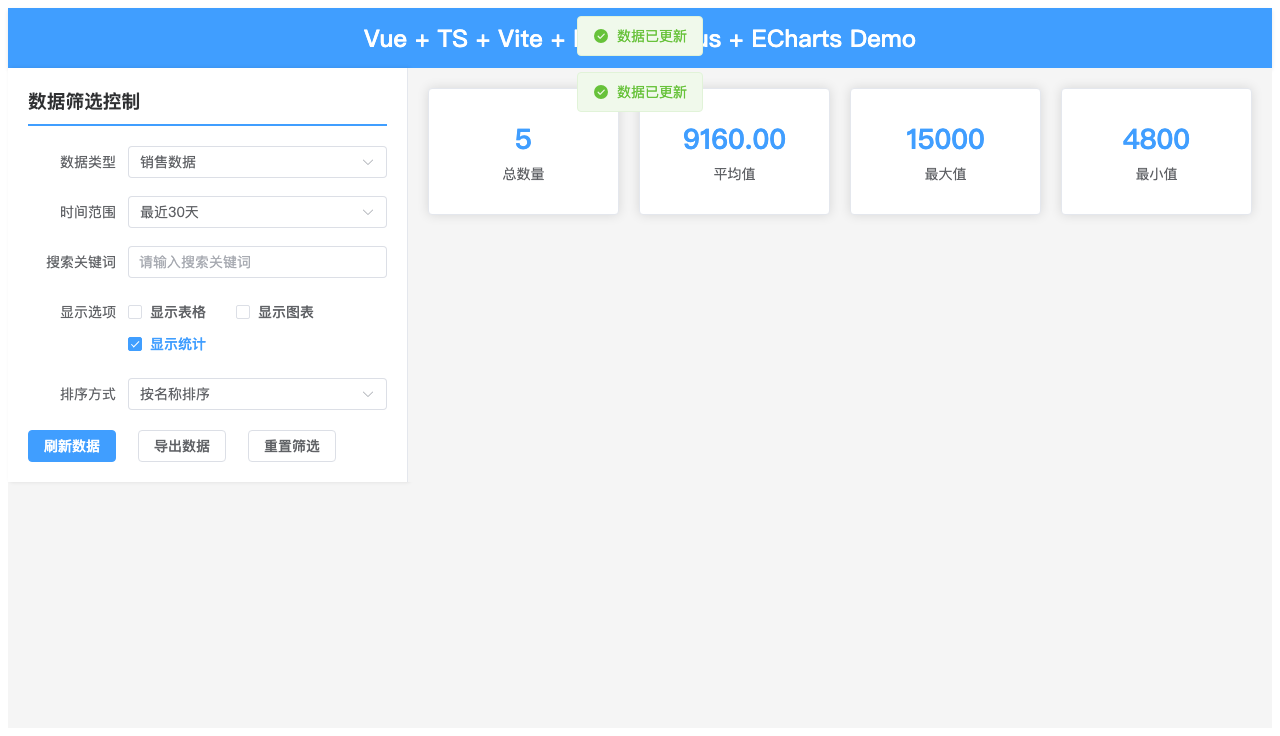 Vue + TS + Vite + us + ECharts Demo
数据已更新
数据已更新
数据筛选控制
数据类型 销售数据
时间范围 最近30天
搜索关键词 请输入搜索关键词
显示选项 显示表格 显示图表
显示统计
排序方式 按名称排序
刷新数据 导出数据 重置筛选
5
总数量
9160.00
平均值
15000
最大值
4800
最小值